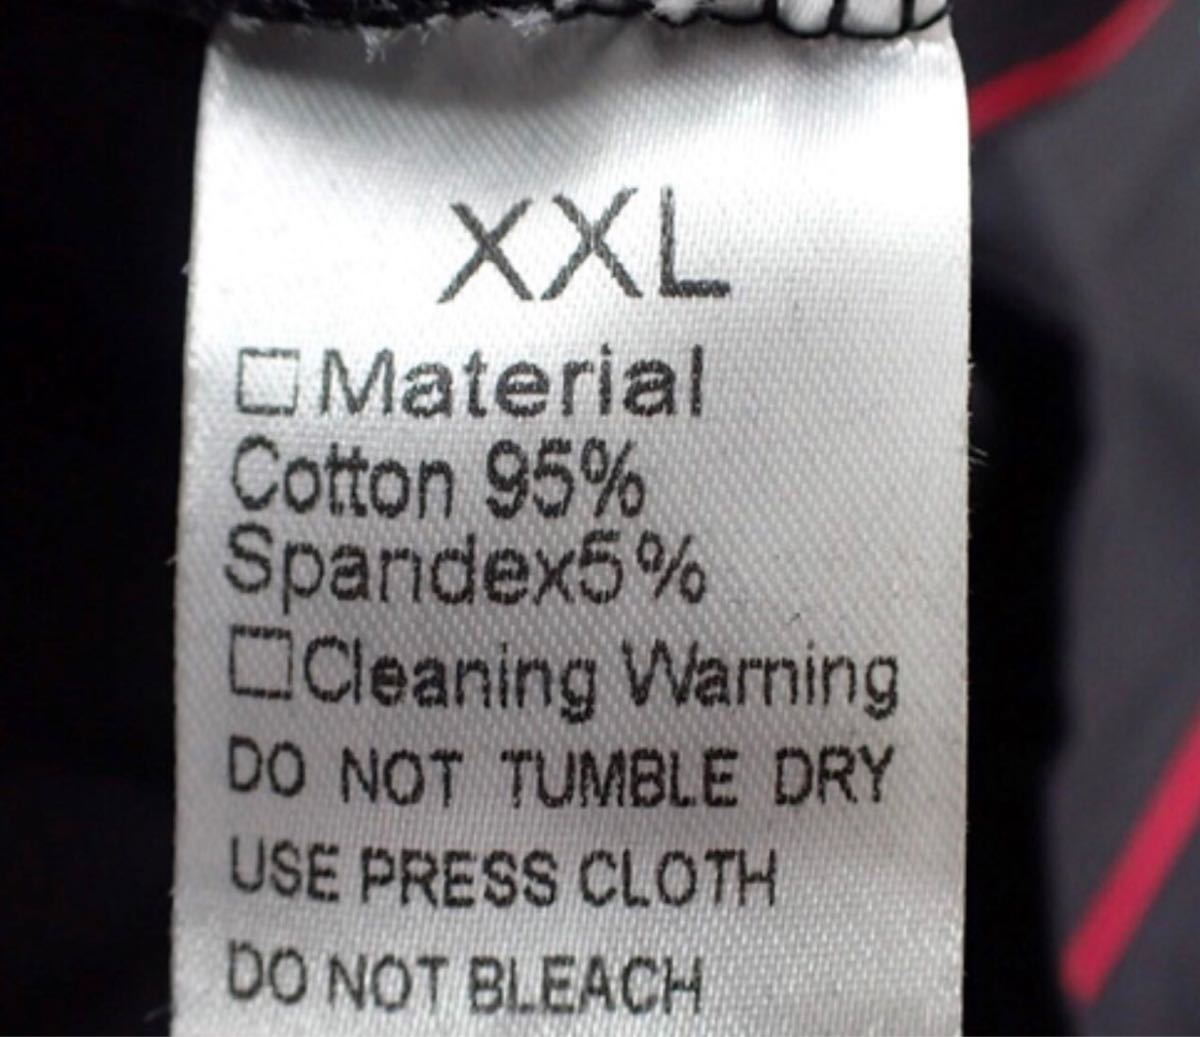 XXL
□Material
Cotton 95%
Spandex5%
□Cleaning Warning
DO NOT TUMBLE DRY
USE PRESS CLOTH
DO NOT BLEACH